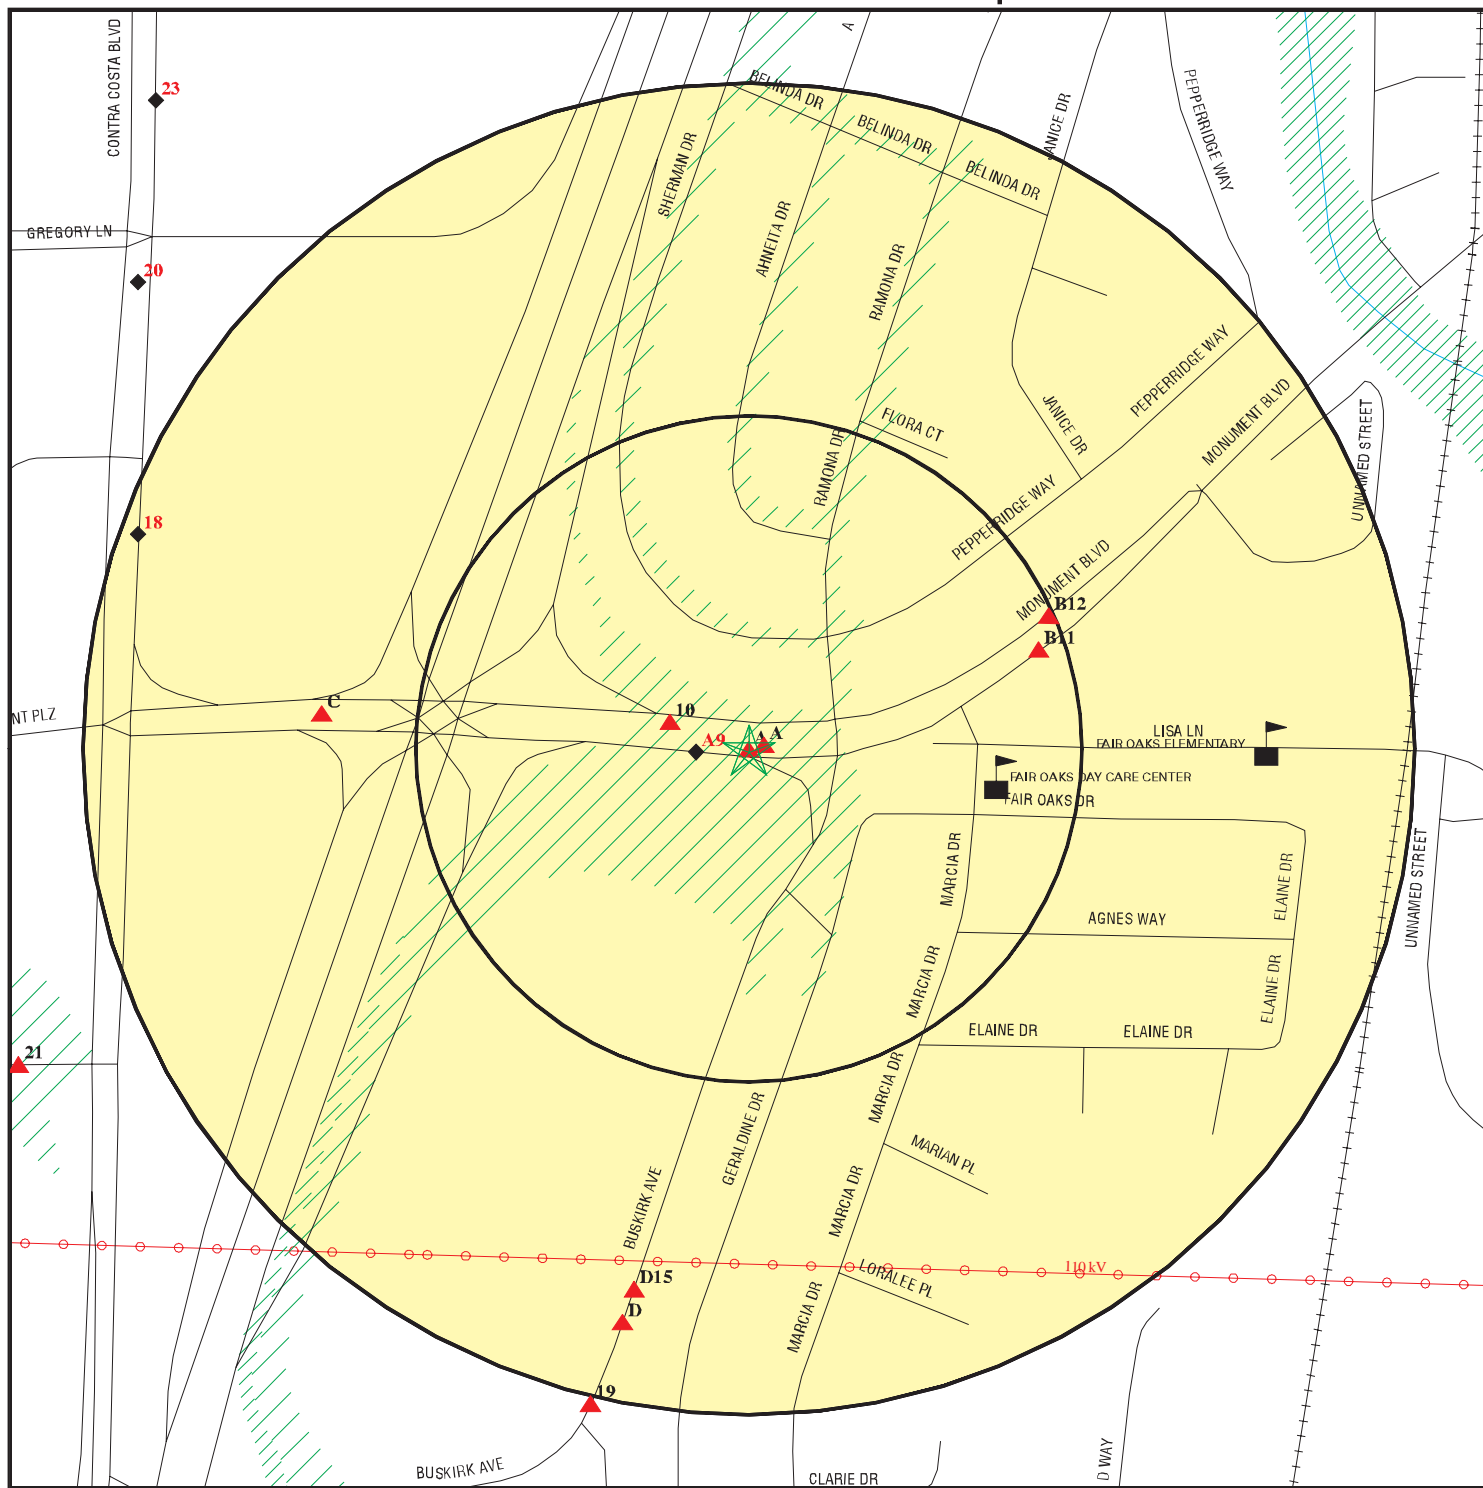 CONTRA COSTA BLVD
23
A
BELINDA DR
BELINDA DR
BELINDA DR
JANICE DR
PEPPERRIDGE WAY
SHERMAN DR
GREGORY LN
20
AHNEITA DR
RAMONA DR
PEPPERRIDGE WAY
MONUMENT BLVD
JANICE DR
FLORA CT
RAMONA DR
UNNAMED STREET
PEPPERRIDGE WAY
18
MONUMENT BLVD
B12
B11
NT PLZ
C
10
A9
A
A
LISA LN
FAIR OAKS ELEMENTARY
FAIR OAKS DAY CARE CENTER
FAIR OAKS DR
MARCIA DR
ELAINE DR
UNNAMED STREET
AGNES WAY
MARCIA DR
ELAINE DR
ELAINE DR
ELAINE DR
21
MARCIA DR
GERALDINE DR
MARIAN PL
BUSKIRK AVE
MARCIA DR
110 kV
LORALEE PL
D15
D
MARCIA DR
19
BUSKIRK AVE
CLARIE DR
D WAY